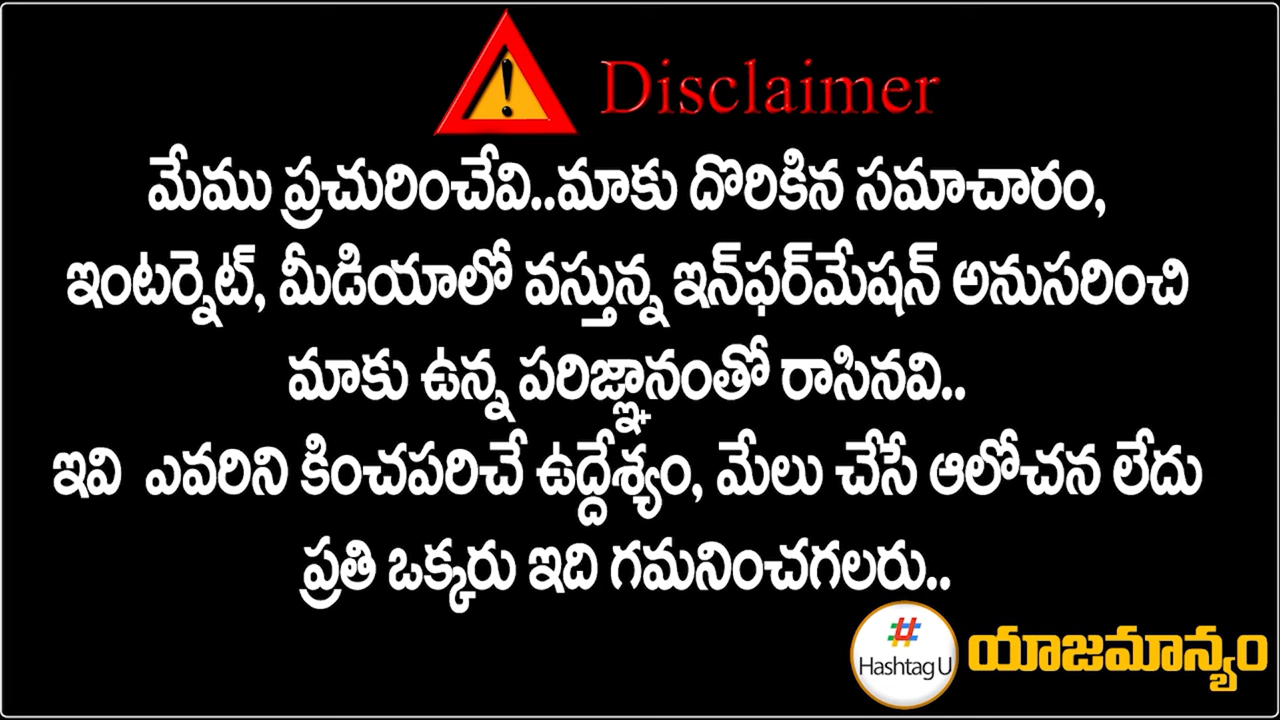 Disclaimer
మేము ప్రచురించేవి..మాకు దొరికిన సమాచారం,
ఇంటర్నెట్, మీడియాలో వస్తున్న ఇన్‌ఫర్‌మేషన్ అనుసరించి
మాకు ఉన్న పరిజ్ఞానంతో రాసినవి..
ఇవి ఎవరిని కించపరిచే ఉద్దేశ్యం, మేలు చేసే ఆలోచన లేదు
ప్రతి ఒక్కరు ఇది గమనించగలరు..
#
Hashtag U
యాజమాన్యం